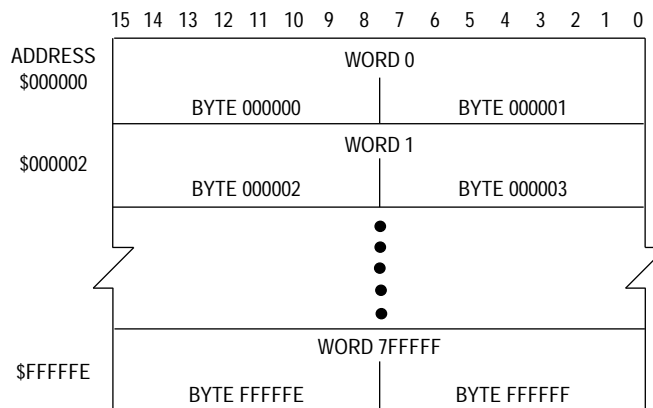 15 14 13 12 11 10 9 8 7 6 5 4 3 2 1 0
ADDRESS
$000000
WORD 0
BYTE 000000 BYTE 000001
$000002
WORD 1
BYTE 000002 BYTE 000003
WORD 7FFFFF
$FFFFFE
BYTE FFFFFE BYTE FFFFFF